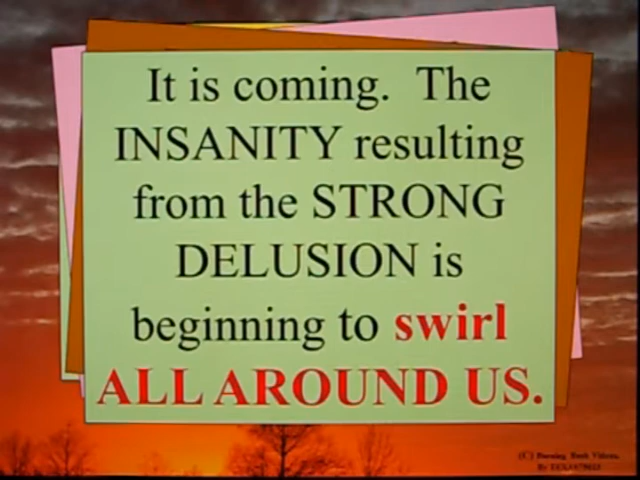 It is coming.  The
INSANITY resulting
from the STRONG
DELUSION is
beginning to swirl
ALL AROUND US.